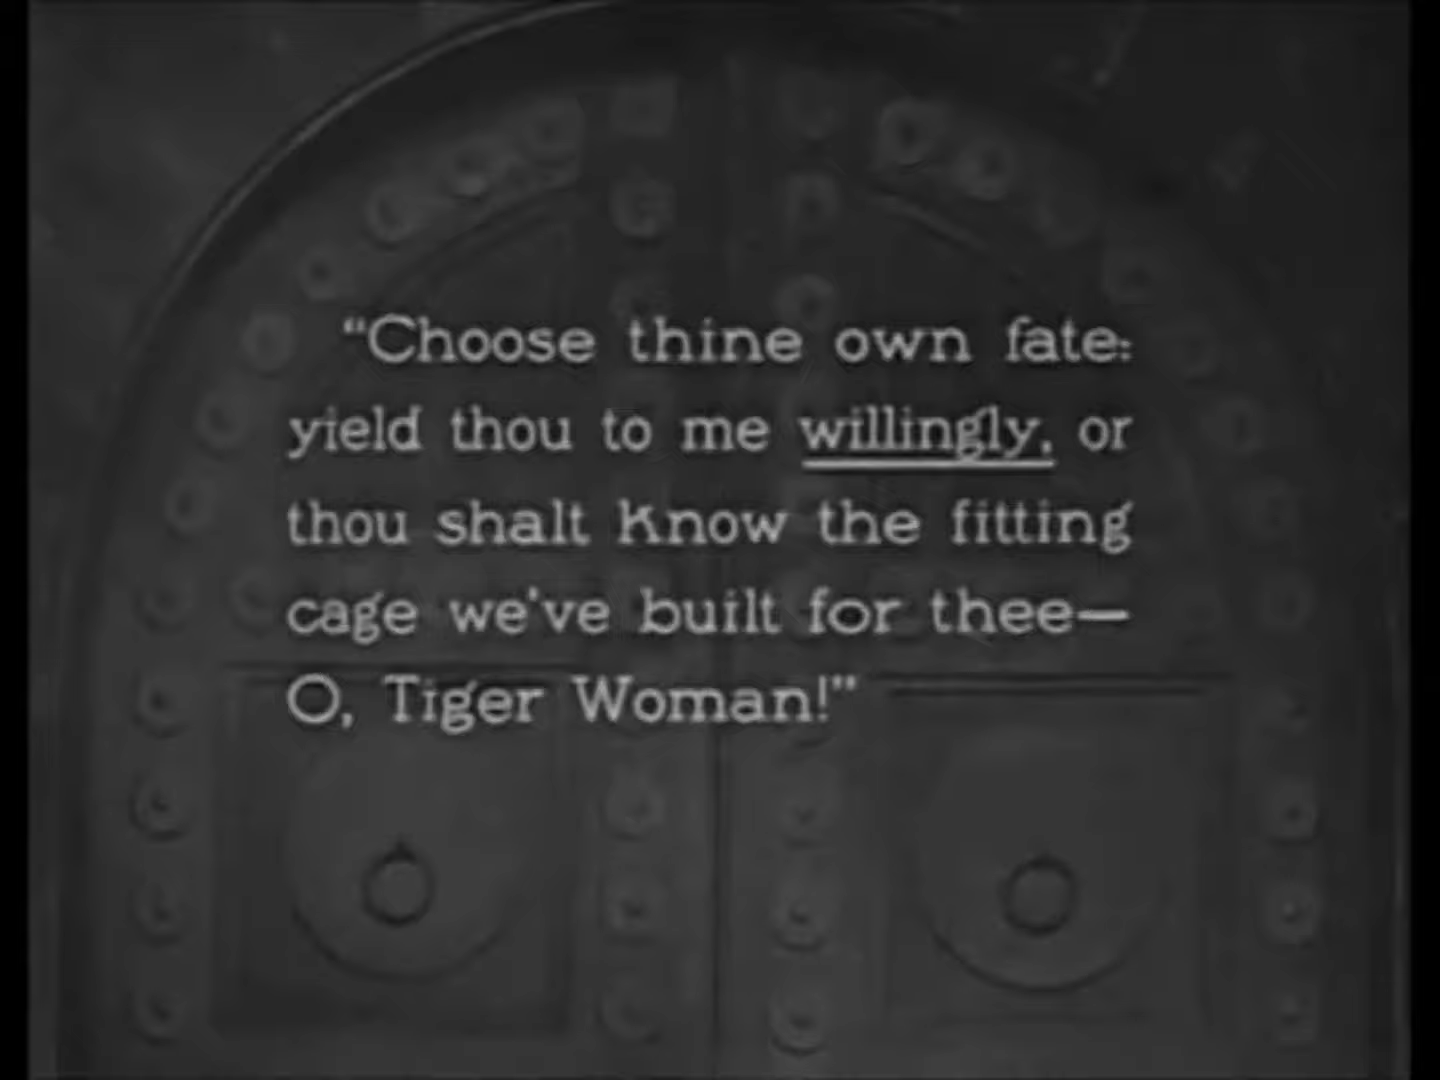 “Choose thine own fate:
yield thou to me willingly, or
thou shalt know the fitting
cage we've built for thee—
O, Tiger Woman!”